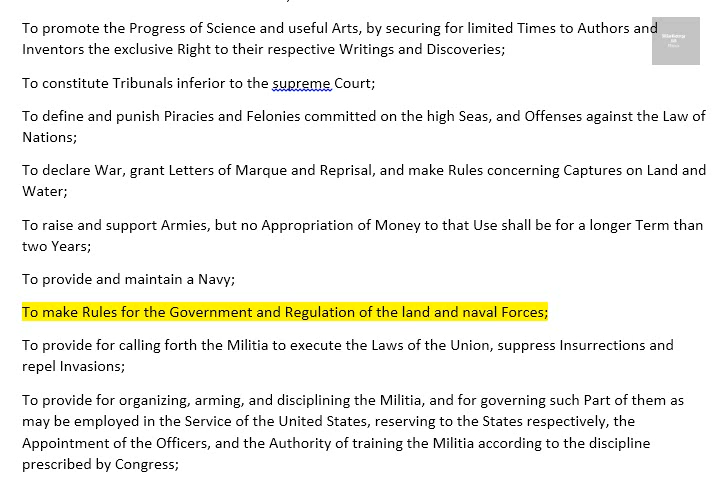 To promote the Progress of Science and useful Arts, by securing for limited Times to Authors and
Inventors the exclusive Right to their respective Writings and Discoveries;
To constitute Tribunals inferior to the supreme Court;
To define and punish Piracies and Felonies committed on the high Seas, and Offenses against the Law of
Nations;
To declare War, grant Letters of Marque and Reprisal, and make Rules concerning Captures on Land and
Water;
To raise and support Armies, but no Appropriation of Money to that Use shall be for a longer Term than
two Years;
To provide and maintain a Navy;
To make Rules for the Government and Regulation of the land and naval Forces;
To provide for calling forth the Militia to execute the Laws of the Union, suppress Insurrections and
repel Invasions;
To provide for organizing, arming, and disciplining the Militia, and for governing such Part of them as
may be employed in the Service of the United States, reserving to the States respectively, the
Appointment of the Officers, and the Authority of training the Militia according to the discipline
prescribed by Congress;